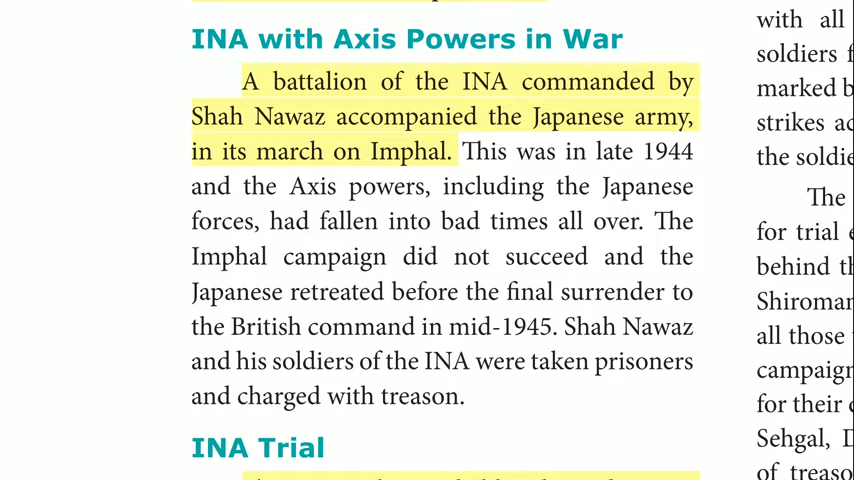 INA with Axis Powers in War
A battalion of the INA commanded by
Shah Nawaz accompanied the Japanese army,
in its march on Imphal. This was in late 1944
and the Axis powers, including the Japanese
forces, had fallen into bad times all over. The
Imphal campaign did not succeed and the
Japanese retreated before the final surrender to
the British command in mid-1945. Shah Nawaz
and his soldiers of the INA were taken prisoners
and charged with treason.
INA Trial
with all
soldiers
marked
strikes
the
The
for trial
behind
all those
for their
Sehgal,
of